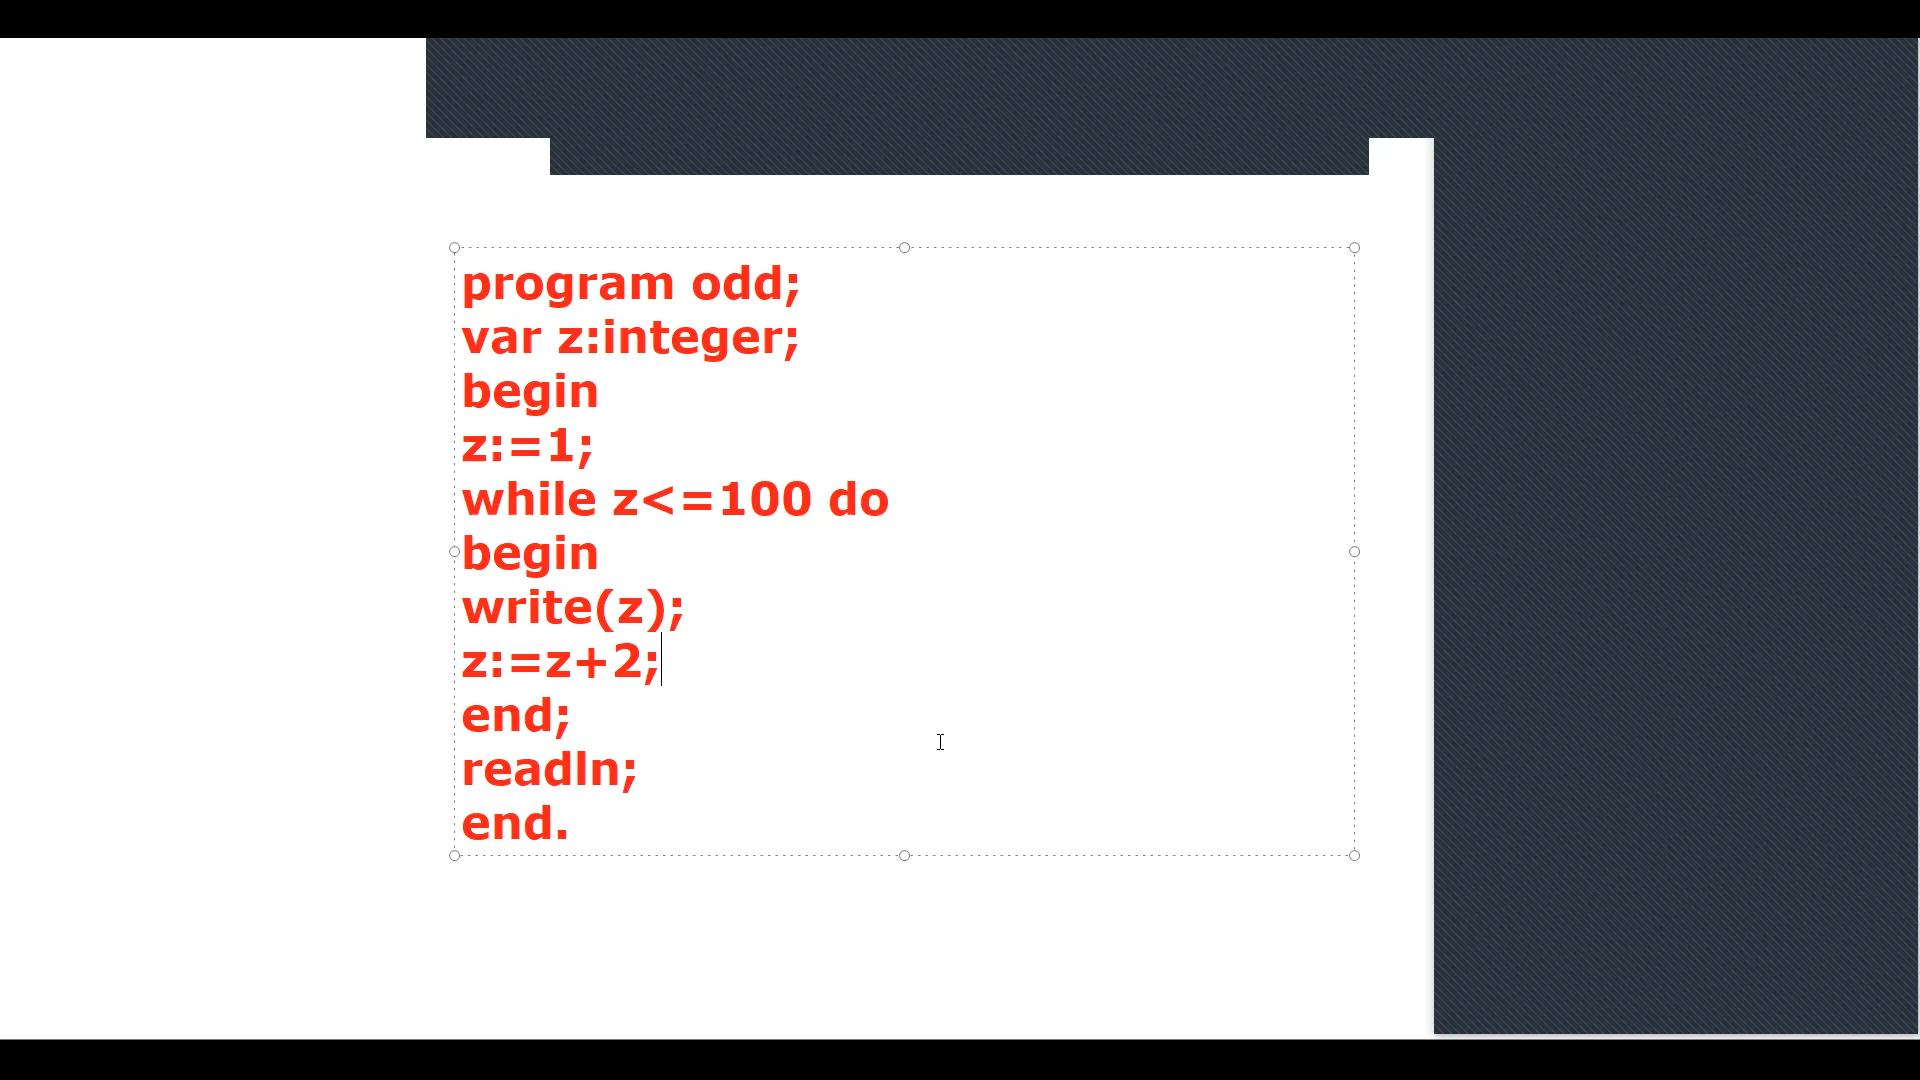 program odd;
var z:integer;
begin
z:=1;
while z<=100 do
begin
write(z);
z:=z+2;
end;
readln;
end.